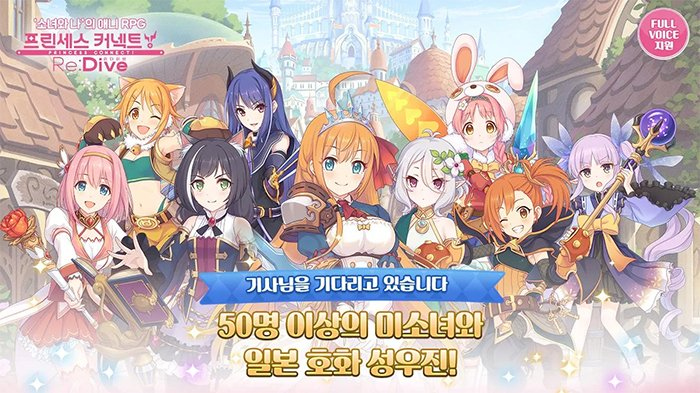 '소녀와 나'의 애니 RPG
프린세스 커넥트!
PRINCESS CONNECT!
Re:Dive
FULL
VOICE
지원
기사님을 기다리고 있습니다
50명 이상의 미소녀와
일본 호화 성우진!